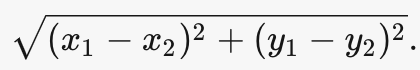 √(x₁ − x₂)² + (y₁ − y₂)².